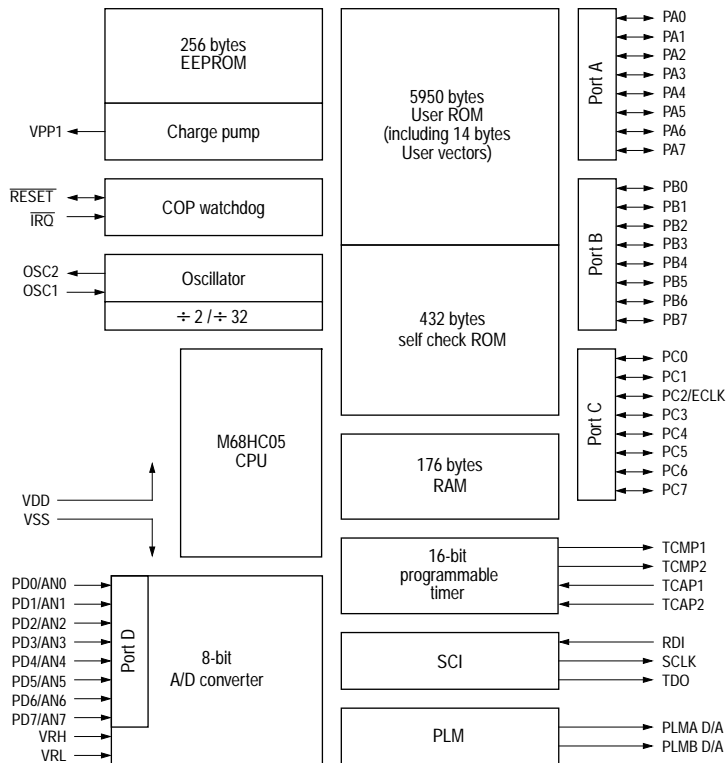 256 bytes
EEPROM
Charge pump
VPP1
RESET
IRQ
COP watchdog
OSC2
OSC1
Oscillator
÷ 2 / ÷ 32
M68HC05
CPU
VDD
VSS
PD0/AN0
PD1/AN1
PD2/AN2
PD3/AN3
PD4/AN4
PD5/AN5
PD6/AN6
PD7/AN7
VRH
VRL
Port D
8-bit
A/D converter
5950 bytes
User ROM
(including 14 bytes
User vectors)
432 bytes
self check ROM
176 bytes
RAM
16-bit
programmable
timer
SCI
PLM
Port A
PA0
PA1
PA2
PA3
PA4
PA5
PA6
PA7
Port B
PB0
PB1
PB2
PB3
PB4
PB5
PB6
PB7
Port C
PC0
PC1
PC2/ECLK
PC3
PC4
PC5
PC6
PC7
TCMP1
TCMP2
TCAP1
TCAP2
RDI
SCLK
TDO
PLMA D/A
PLMB D/A